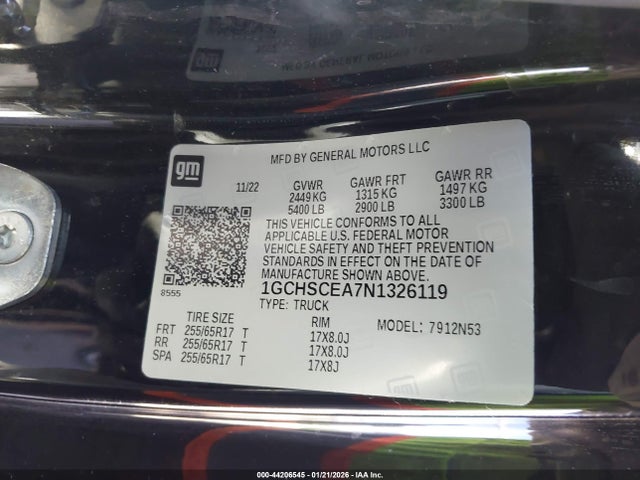 MFD BY GENERAL MOTORS LLC
gm
11/22
GVWR GAWR FRT GAWR RR
2449 KG 1315 KG 1497 KG
5400 LB 2900 LB 3300 LB
THIS VEHICLE CONFORMS TO ALL
APPLICABLE U.S. FEDERAL MOTOR
VEHICLE SAFETY AND THEFT PREVENTION
STANDARDS IN EFFECT ON THE DATE OF
MANUFACTURE SHOWN ABOVE.
8555
1GCHSCEA7N1326119
TYPE: TRUCK
TIRE SIZE RIM MODEL: 7912N53
FRT 255/65R17 T 17X8.0J
RR 255/65R17 T 17X8.0J
SPA 255/65R17 T 17X8J
000-44206545 - 01/21/2026 - IAA Inc.